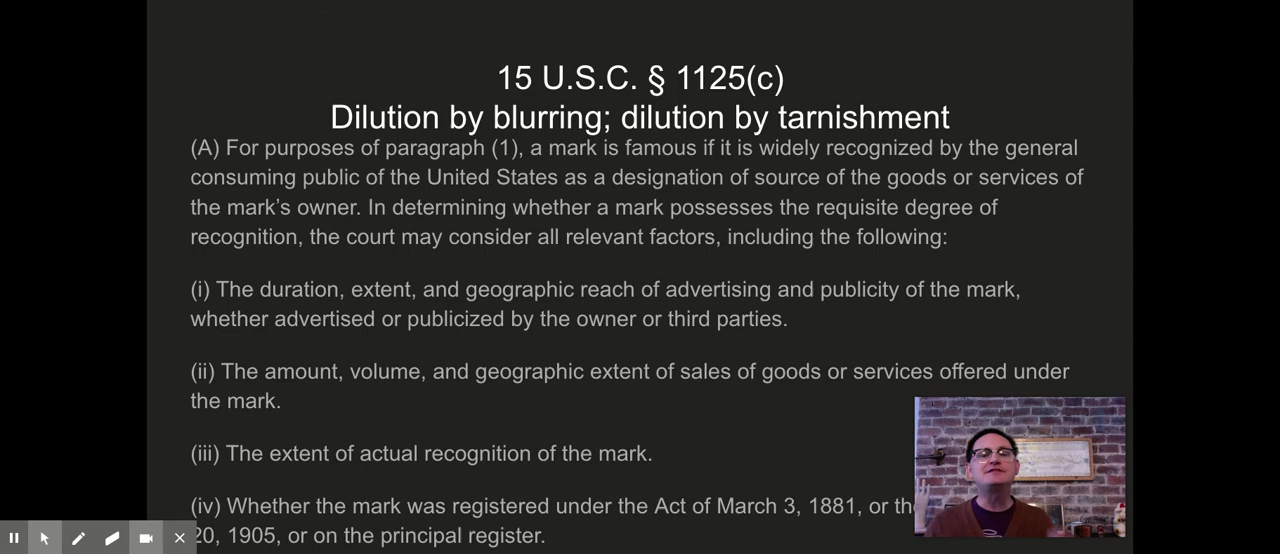 15 U.S.C. § 1125(c)
Dilution by blurring; dilution by tarnishment
(A) For purposes of paragraph (1), a mark is famous if it is widely recognized by the general
consuming public of the United States as a designation of source of the goods or services of
the mark’s owner. In determining whether a mark possesses the requisite degree of
recognition, the court may consider all relevant factors, including the following:
(i) The duration, extent, and geographic reach of advertising and publicity of the mark,
whether advertised or publicized by the owner or third parties.
(ii) The amount, volume, and geographic extent of sales of goods or services offered under
the mark.
(iii) The extent of actual recognition of the mark.
(iv) Whether the mark was registered under the Act of March 3, 1881, or
20, 1905, or on the principal register.